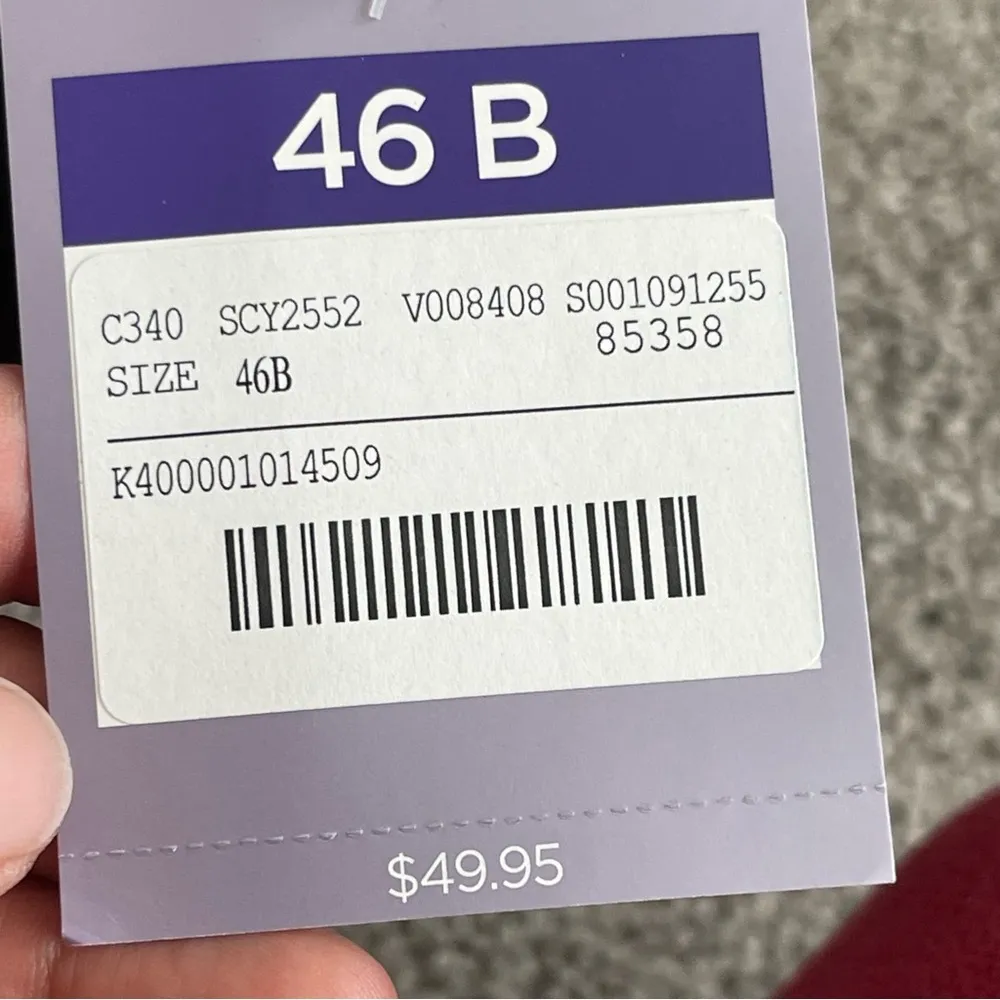 46 B
C340 SCY2552 V008408 S001091255
85358
SIZE 46B
K400001014509
$49.95